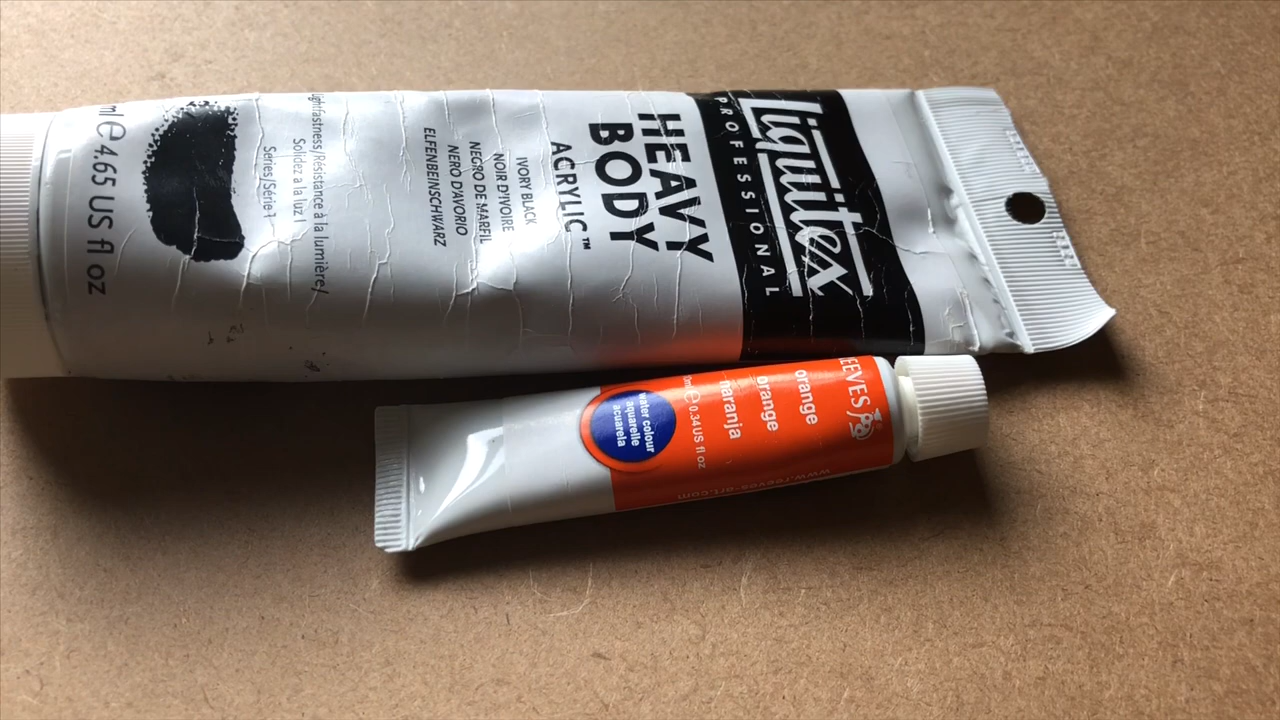 Liquitex
PROFESSIONAL
HEAVY
BODY
ACRYLIC™
IVORY BLACK
NOIR D'IVOIRE
NEGRO DE MARFIL
NERO D'AVORIO
ELFENBEINSCHWARZ
Lightfastness/Résistance à la lumière/
Solidez a la luz I
Series/Série 1
ml e 4.65 US fl oz
REEVES
orange
orange
naranja
0ml e 0.34 US fl oz
water colour
aquarelle
acuarela
www.reeves-art.com